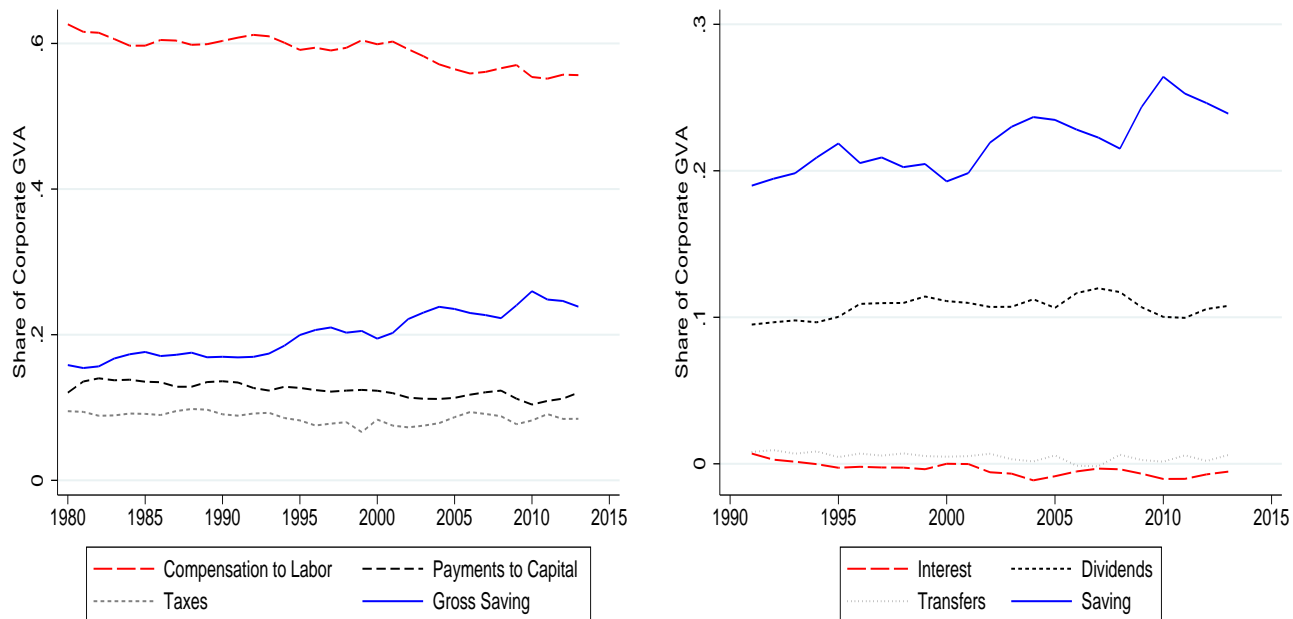 Share of Corporate GVA
.6
.4
.2
0
1980 1985 1990 1995 2000 2005 2010 2015
Compensation to Labor Payments to Capital
Taxes Gross Saving
Share of Corporate GVA
.3
.2
.1
0
1990 1995 2000 2005 2010 2015
Interest Dividends
Transfers Saving